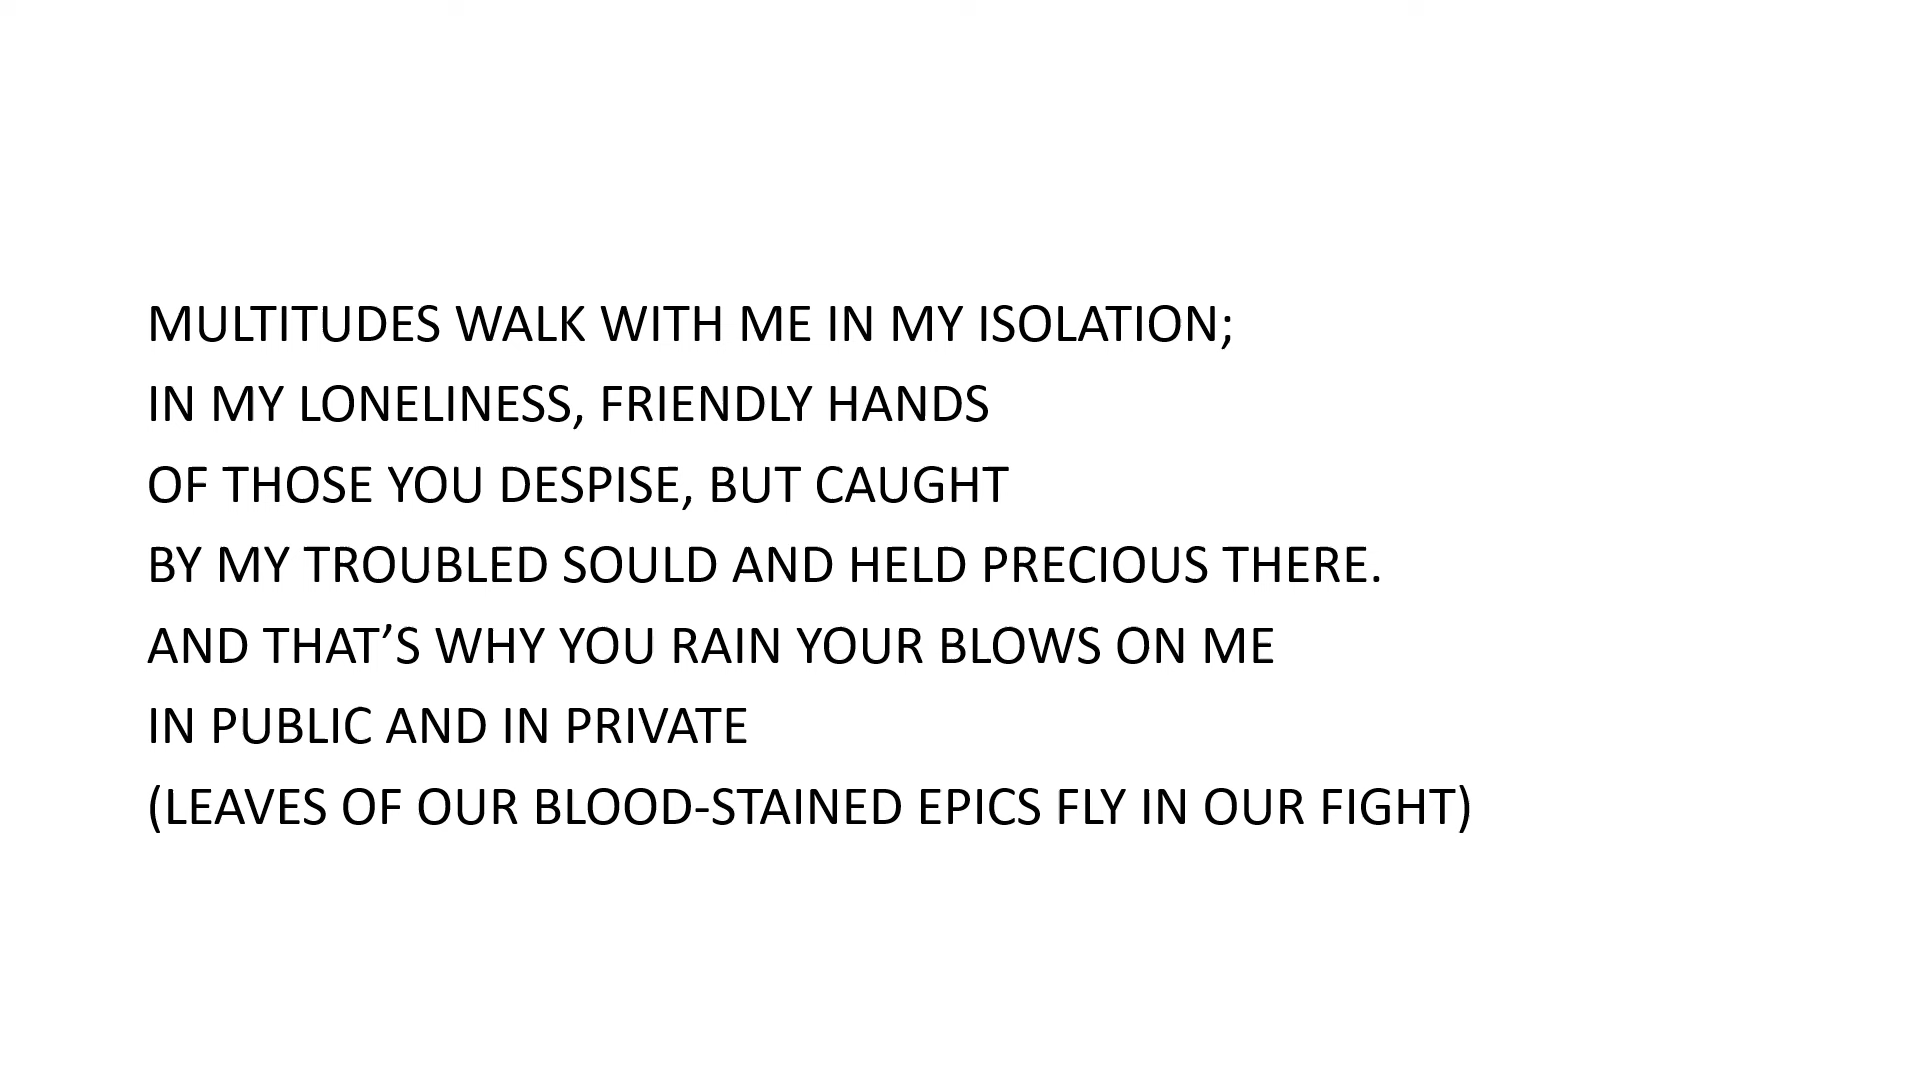 MULTITUDES WALK WITH ME IN MY ISOLATION;
IN MY LONELINESS, FRIENDLY HANDS
OF THOSE YOU DESPISE, BUT CAUGHT
BY MY TROUBLED SOULD AND HELD PRECIOUS THERE.
AND THAT’S WHY YOU RAIN YOUR BLOWS ON ME
IN PUBLIC AND IN PRIVATE
(LEAVES OF OUR BLOOD-STAINED EPICS FLY IN OUR FIGHT)